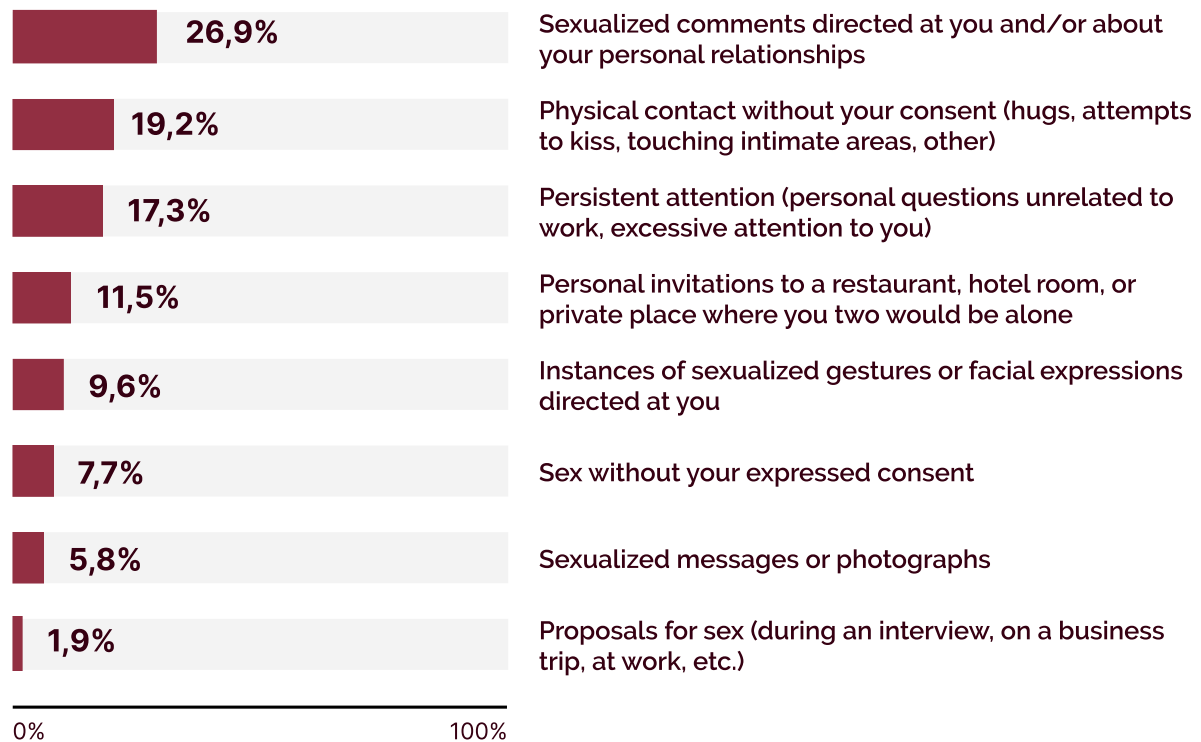 26,9%
Sexualized comments directed at you and/or about
your personal relationships
19,2%
Physical contact without your consent (hugs, attempts
to kiss, touching intimate areas, other)
17,3%
Persistent attention (personal questions unrelated to
work, excessive attention to you)
11,5%
Personal invitations to a restaurant, hotel room, or
private place where you two would be alone
9,6%
Instances of sexualized gestures or facial expressions
directed at you
7,7%
Sex without your expressed consent
5,8%
Sexualized messages or photographs
1,9%
Proposals for sex (during an interview, on a business
trip, at work, etc.)
0%
100%